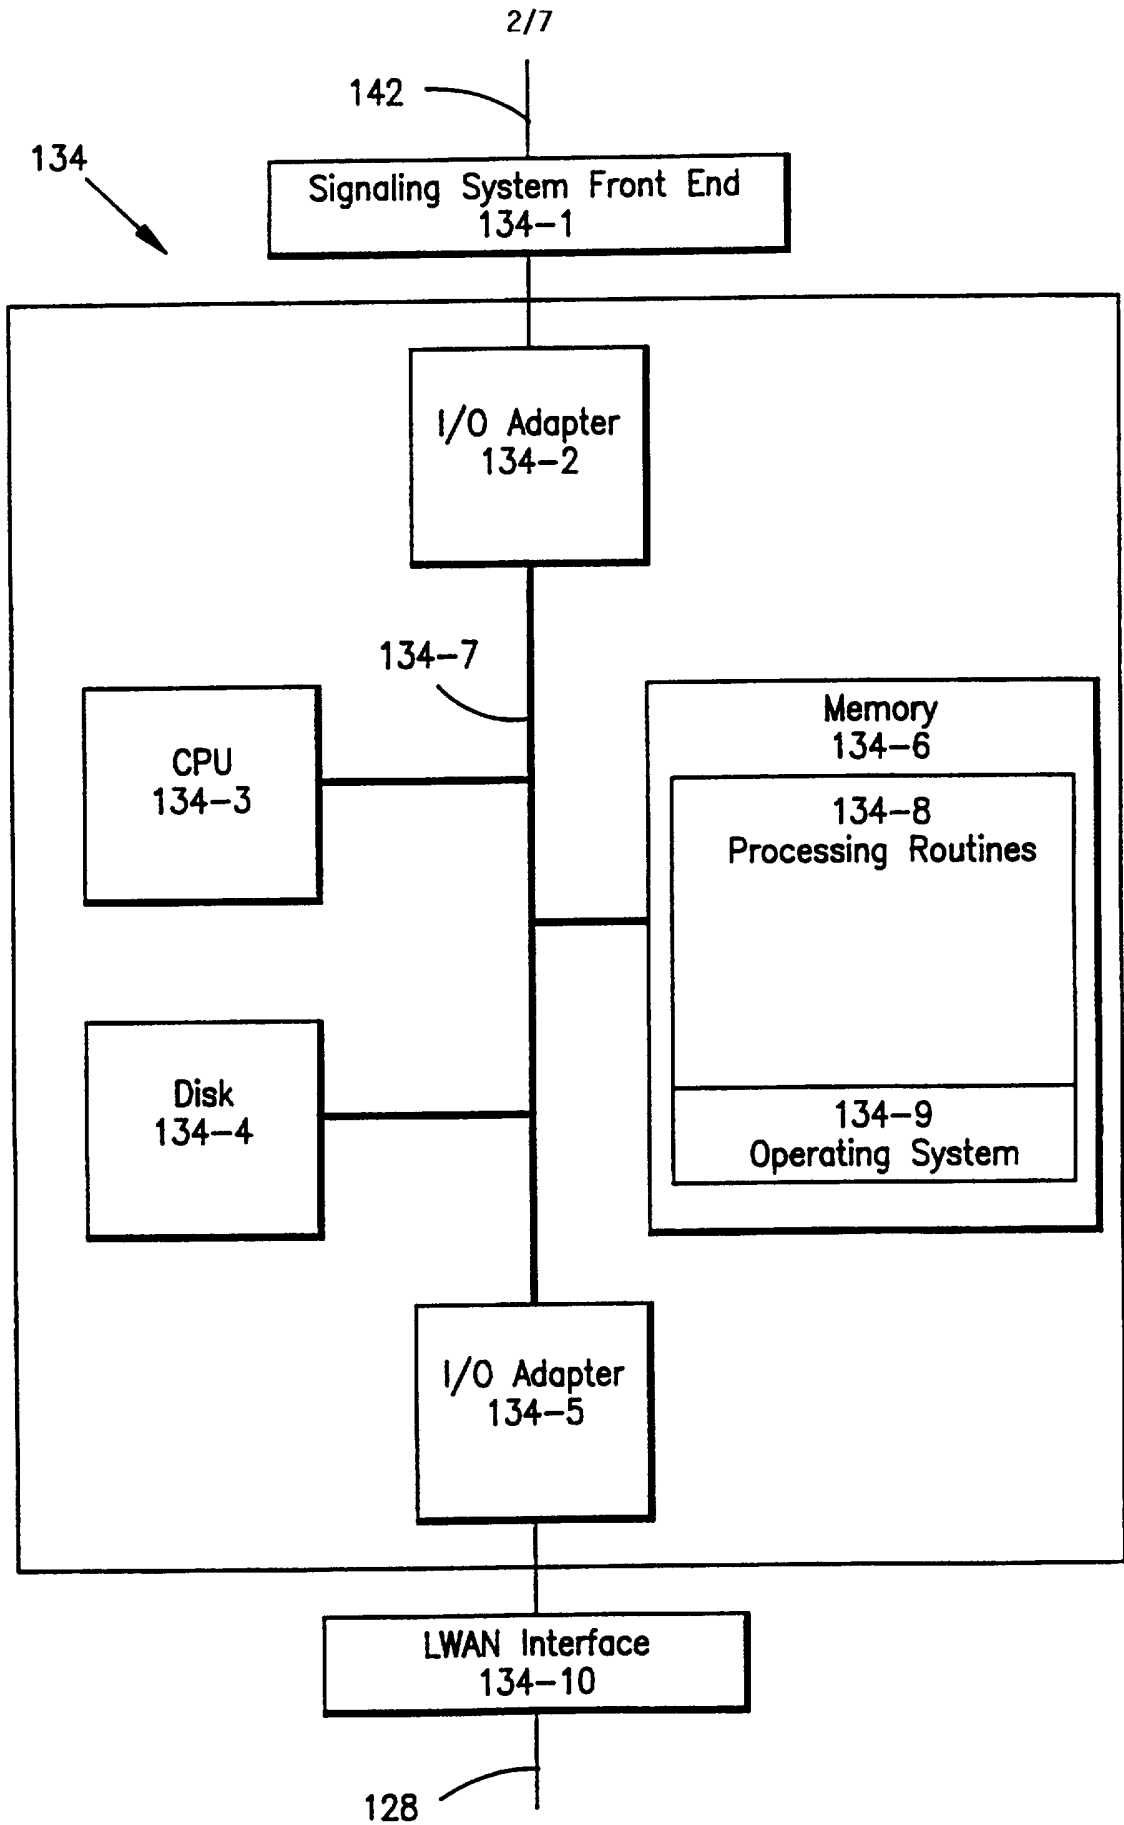 2/7
142
134
Signaling System Front End
134-1
I/O Adapter
134-2
134-7
CPU
134-3
Memory
134-6
134-8
Processing Routines
Disk
134-4
134-9
Operating System
I/O Adapter
134-5
LWAN Interface
134-10
128